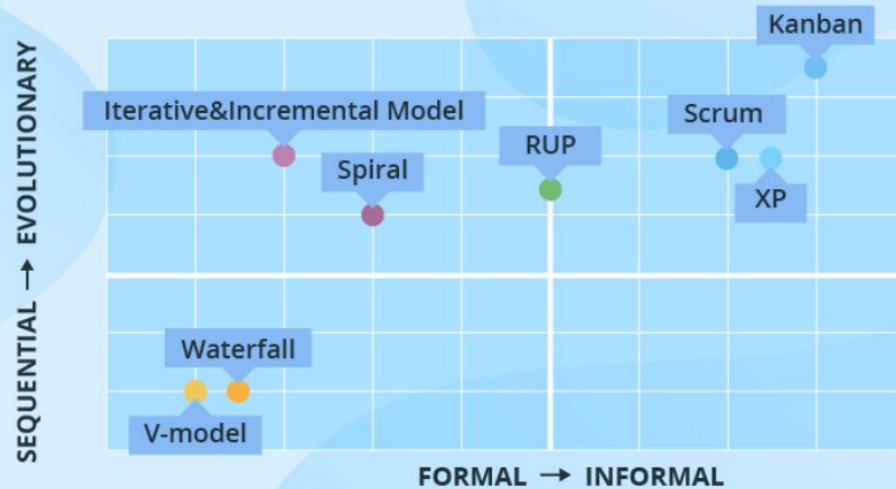 Kanban
Iterative&Incremental Model
Scrum
RUP
Spiral
XP
Waterfall
V-model
SEQUENTIAL → EVOLUTIONARY
FORMAL → INFORMAL